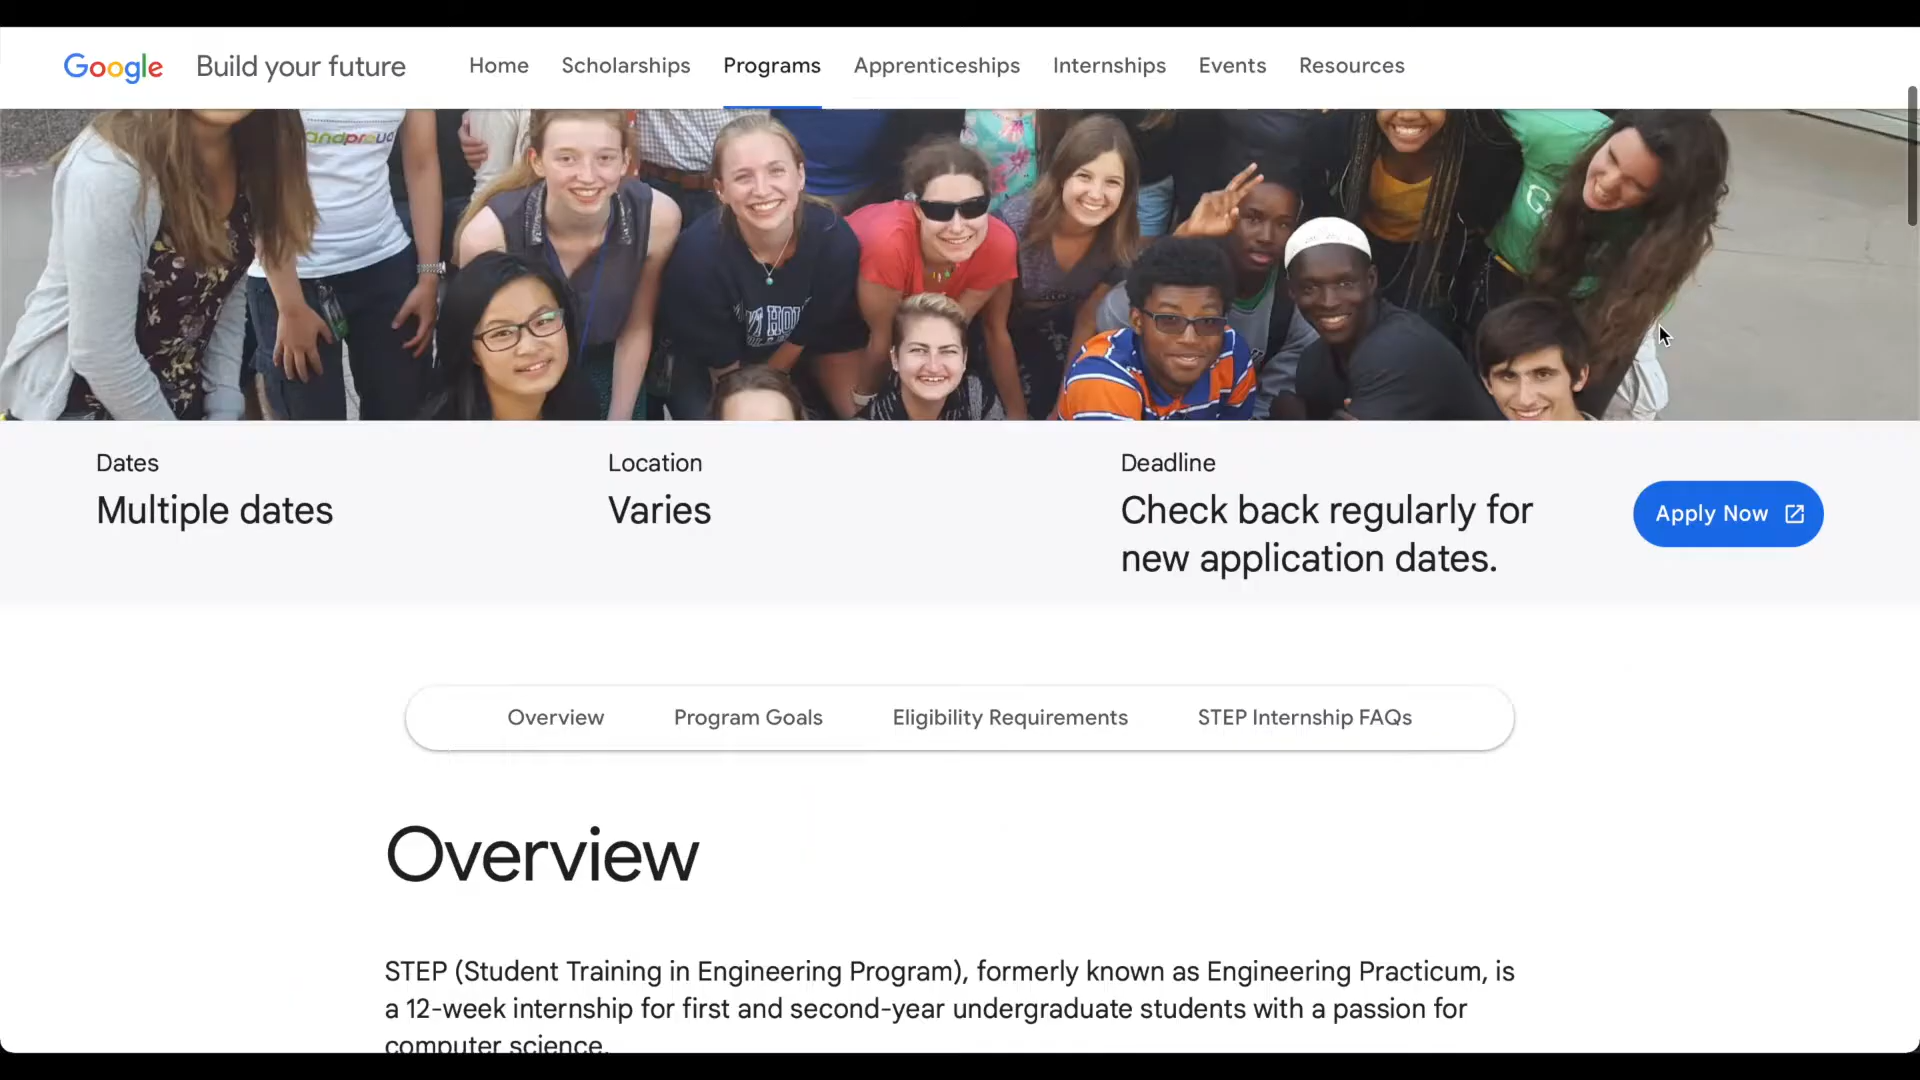 Google Build your future Home Scholarships Programs Apprenticeships Internships Events Resources
andproud
Dates
Multiple dates
Location
Varies
Deadline
Check back regularly for
new application dates.
Apply Now
Overview Program Goals Eligibility Requirements STEP Internship FAQs
Overview
STEP (Student Training in Engineering Program), formerly known as Engineering Practicum, is
a 12-week internship for first and second-year undergraduate students with a passion for
computer science.